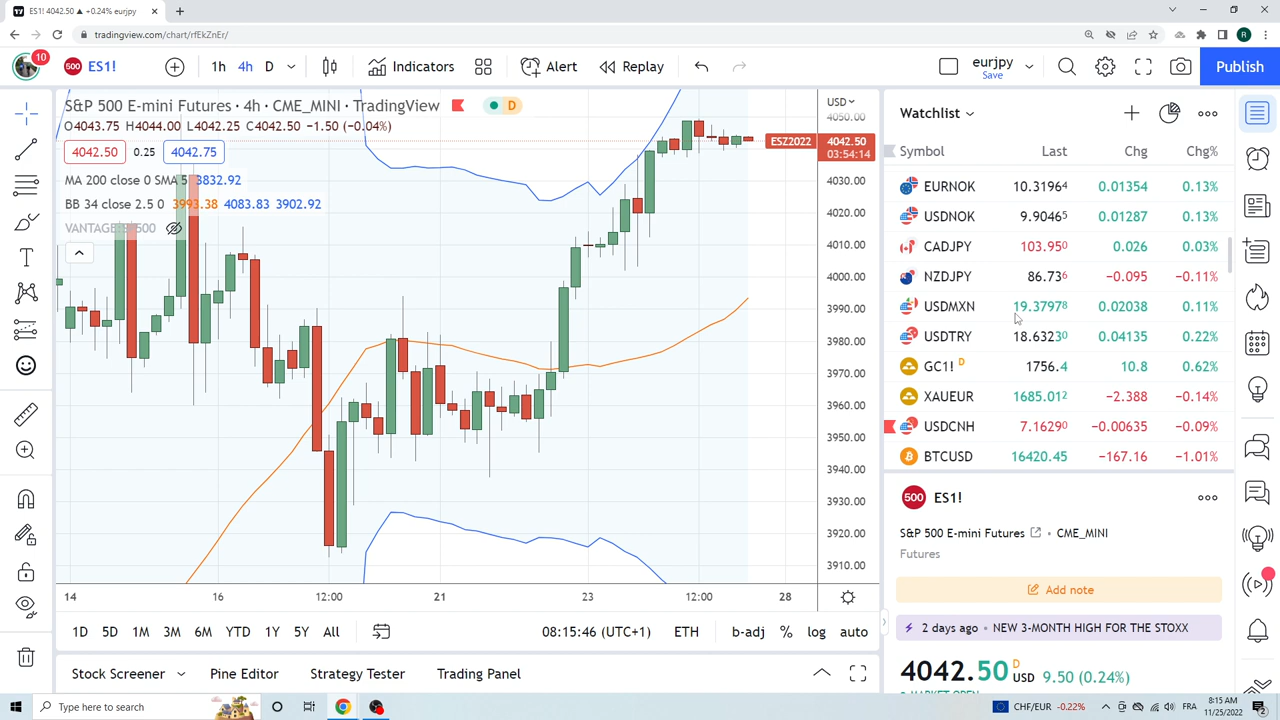 ES1! 4042.50 ▲ +0.24% eurjpy
tradingview.com/chart/rfEkZnEr/
R
10
500 ES1!
1h 4h D
Indicators
Alert
Replay
eurjpy
Save
Publish
S&P 500 E-mini Futures · 4h · CME_MINI · TradingView
D
O4043.75 H4044.00 L4042.25 C4042.50 −1.50 (−0.04%)
4042.50 0.25 4042.75
MA 200 close 0 SMA 5 3832.92
BB 34 close 2.5 0 3993.38 4083.83 3902.92
USD
4050.00
ESZ2022 4042.50
03:54:14
4030.00
4020.00
4010.00
4000.00
3990.00
3980.00
3970.00
3960.00
3950.00
3940.00
3930.00
3920.00
3910.00
14 16 12:00 21 23 12:00 28
1D 5D 1M 3M 6M YTD 1Y 5Y All
08:15:46 (UTC+1) ETH b-adj % log auto
Stock Screener Pine Editor Strategy Tester Trading Panel
Watchlist
Symbol Last Chg Chg%
EURNOK 10.31964 0.01354 0.13%
USDNOK 9.90465 0.01287 0.13%
CADJPY 103.950 0.026 0.03%
NZDJPY 86.736 −0.095 −0.11%
USDMXN 19.37978 0.02038 0.11%
USDTRY 18.63230 0.04135 0.22%
GC1! D 1756.4 10.8 0.62%
XAUEUR 1685.012 −2.388 −0.14%
USDCNH 7.16290 −0.00635 −0.09%
BTCUSD 16420.45 −167.16 −1.01%
500 ES1!
S&P 500 E-mini Futures • CME_MINI
Futures
Add note
2 days ago • NEW 3-MONTH HIGH FOR THE STOXX
4042.50 D USD 9.50 (0.24%)
Type here to search
CHF/EUR -0.22%
FRA
8:15 AM
11/25/2022
2